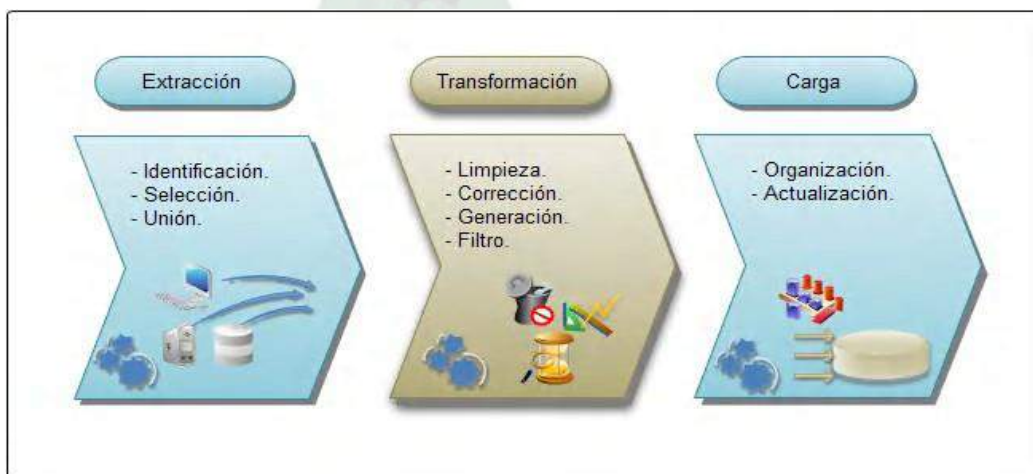 Extracción
- Identificación.
- Selección.
- Unión.
Transformación
- Limpieza.
- Corrección.
- Generación.
- Filtro.
Carga
- Organización.
- Actualización.